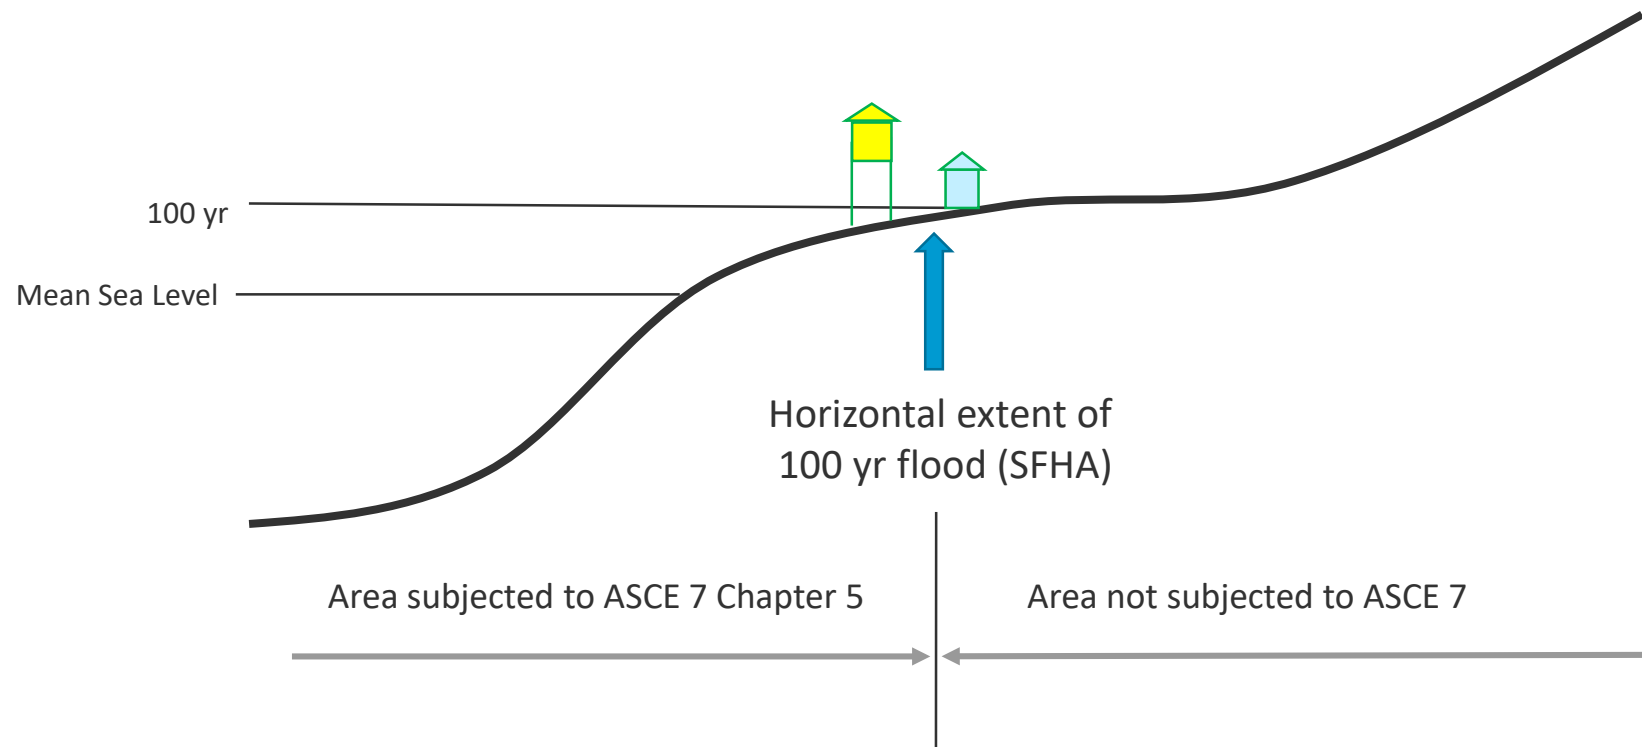 100 yr
Mean Sea Level
Horizontal extent of
100 yr flood (SFHA)
Area subjected to ASCE 7 Chapter 5
Area not subjected to ASCE 7